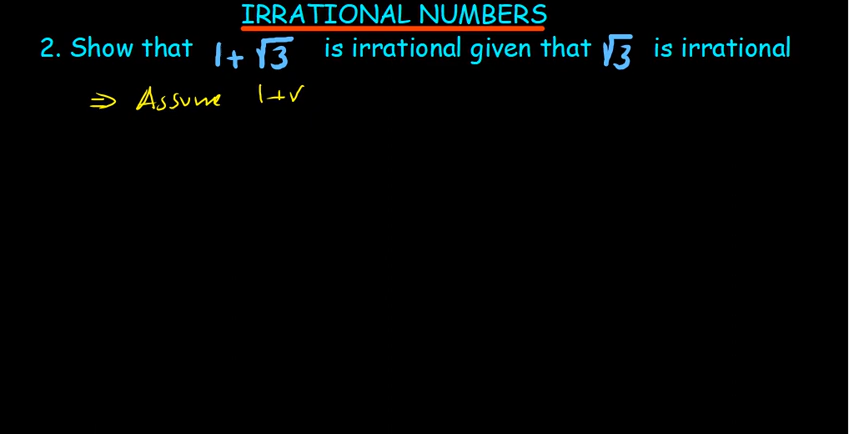 IRRATIONAL NUMBERS
2. Show that 1 + √3 is irrational given that √3 is irrational
⇒ Assume 1+√